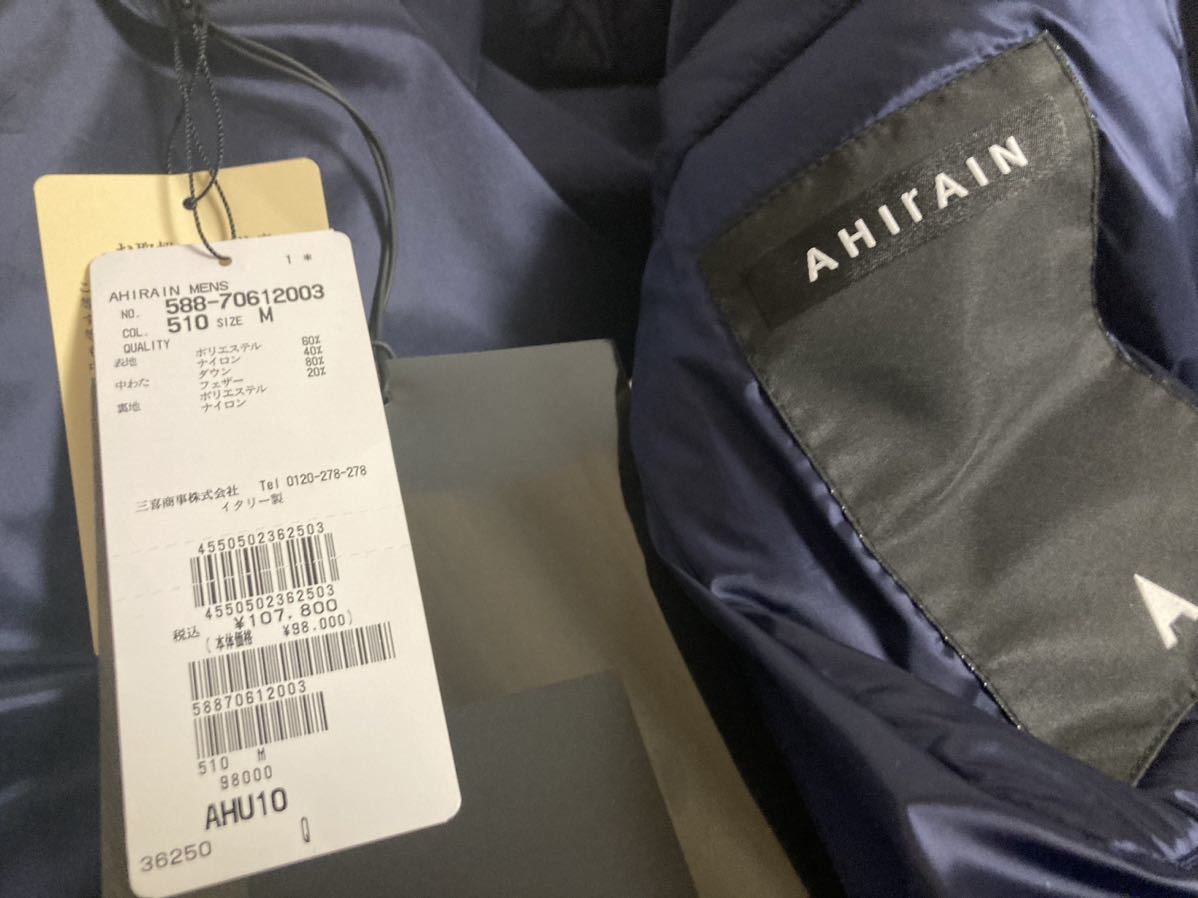 1 *
AHIRAIN MENS
NO. 588-70612003
COL. 510 SIZE M
QUALITY
表地 ポリエステル 60%
ナイロン 40%
中わた ダウン 80%
フェザー 20%
裏地 ポリエステル
ナイロン
三喜商事株式会社 Tel 0120-278-278
イタリー製
4550502362503
4550502362503
税込 ¥107,800
(本体価格 ¥98,000)
58870612003
510 M
98000
AHU10
Q
36250
AHIrAIN
A